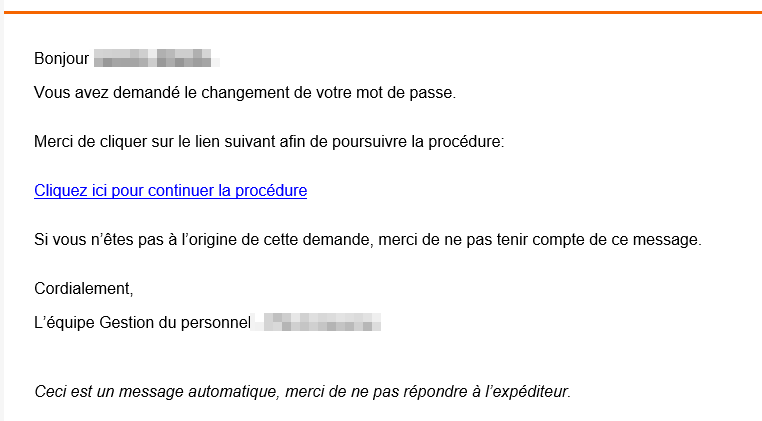 Bonjour
Vous avez demandé le changement de votre mot de passe.
Merci de cliquer sur le lien suivant afin de poursuivre la procédure:
Cliquez ici pour continuer la procédure
Si vous n’êtes pas à l’origine de cette demande, merci de ne pas tenir compte de ce message.
Cordialement,
L’équipe Gestion du personnel
Ceci est un message automatique, merci de ne pas répondre à l’expéditeur.